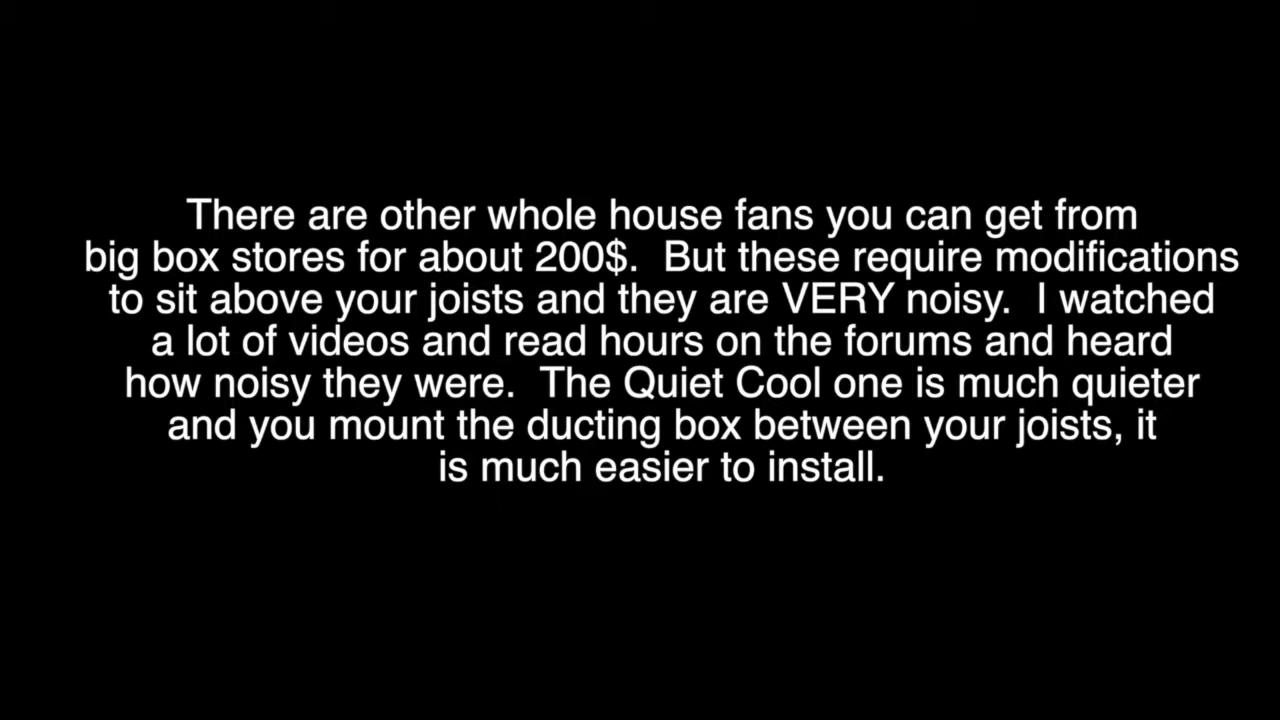 There are other whole house fans you can get from
big box stores for about 200$.  But these require modifications
to sit above your joists and they are VERY noisy.  I watched
a lot of videos and read hours on the forums and heard
how noisy they were.  The Quiet Cool one is much quieter
and you mount the ducting box between your joists, it
is much easier to install.